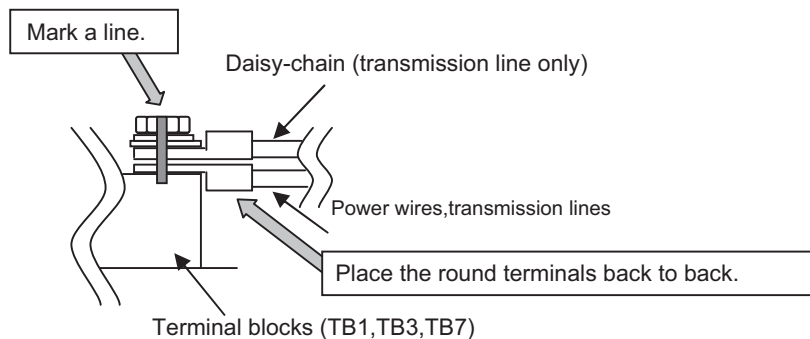 Mark a line.
Daisy-chain (transmission line only)
Power wires,transmission lines
Place the round terminals back to back.
Terminal blocks (TB1,TB3,TB7)